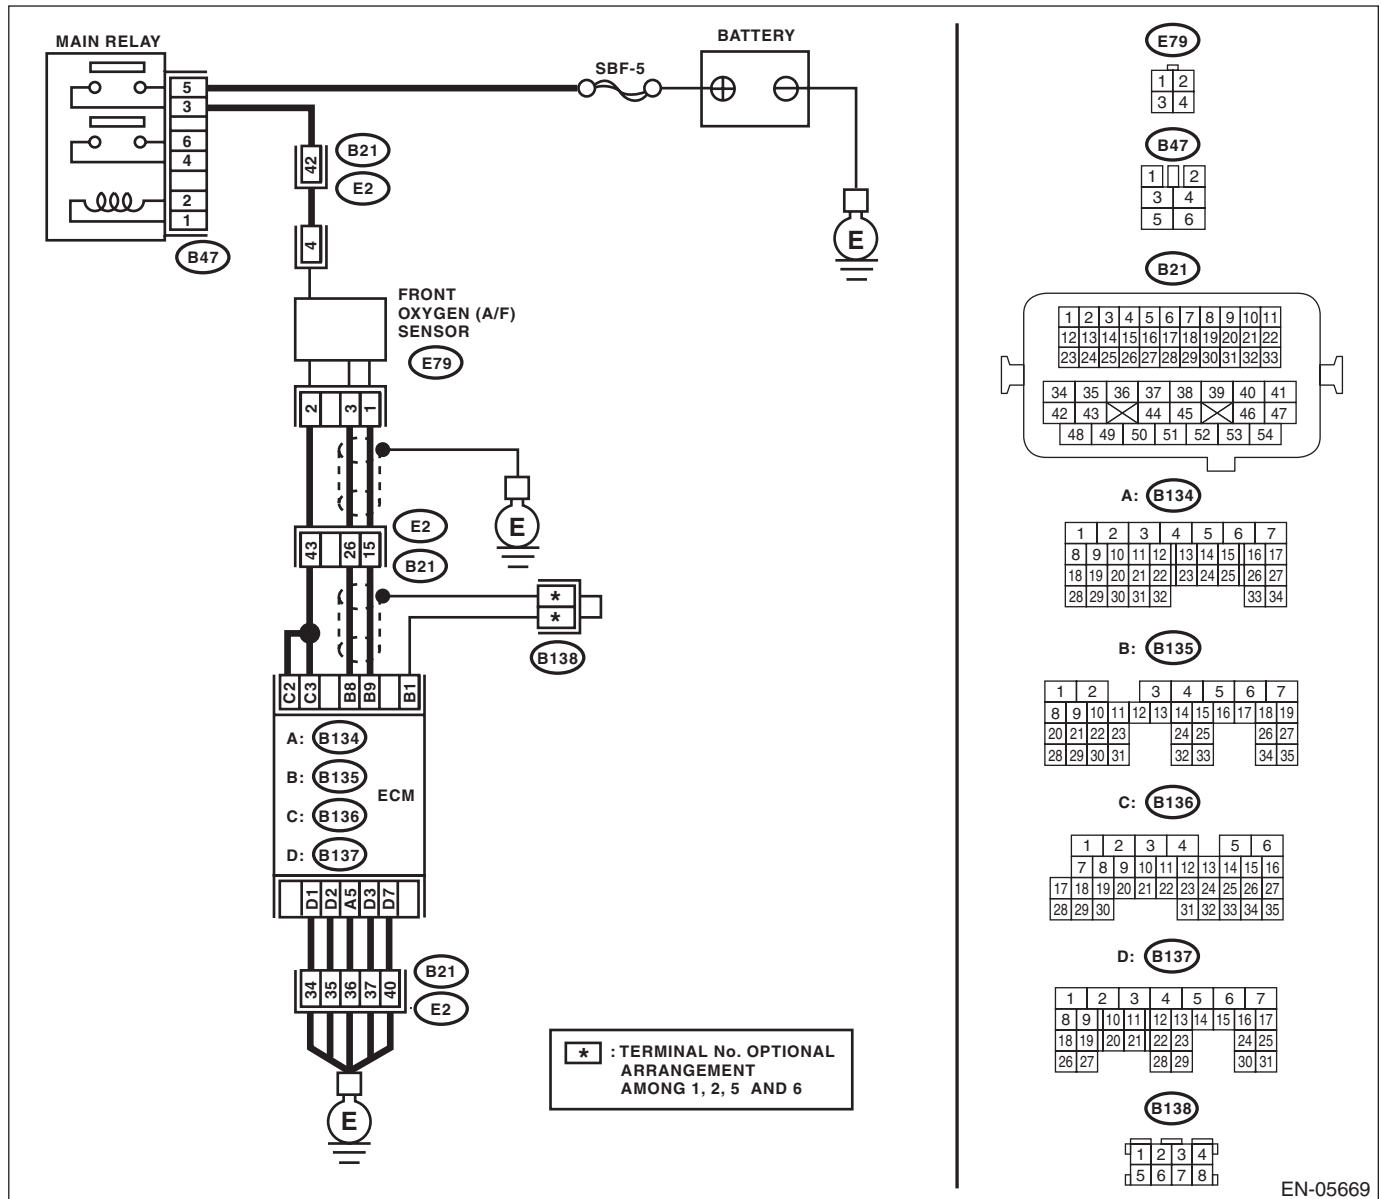 MAIN RELAY
5
3
6
4
2
1
B47
SBF-5
BATTERY
E
42
B21
E2
4
FRONT
OXYGEN (A/F)
SENSOR
E79
2 3 1
E
43 26 15
E2
B21
*
*
B138
C2 C3 B8 B9 B1
A: B134
B: B135
C: B136
D: B137
ECM
D1 D2 A5 D3 D7
34 35 36 37 40
B21
E2
E
* : TERMINAL No. OPTIONAL
ARRANGEMENT
AMONG 1, 2, 5 AND 6
E79
1 2
3 4
B47
1 2
3 4
5 6
B21
1 2 3 4 5 6 7 8 9 10 11
12 13 14 15 16 17 18 19 20 21 22
23 24 25 26 27 28 29 30 31 32 33
34 35 36 37 38 39 40 41
42 43 44 45 46 47
48 49 50 51 52 53 54
A: B134
1 2 3 4 5 6 7
8 9 10 11 12 13 14 15 16 17
18 19 20 21 22 23 24 25 26 27
28 29 30 31 32 33 34
B: B135
1 2 3 4 5 6 7
8 9 10 11 12 13 14 15 16 17 18 19
20 21 22 23 24 25 26 27
28 29 30 31 32 33 34 35
C: B136
1 2 3 4 5 6
7 8 9 10 11 12 13 14 15 16
17 18 19 20 21 22 23 24 25 26 27
28 29 30 31 32 33 34 35
D: B137
1 2 3 4 5 6 7
8 9 10 11 12 13 14 15 16 17
18 19 20 21 22 23 24 25
26 27 28 29 30 31
B138
1 2 3 4
5 6 7 8
EN-05669